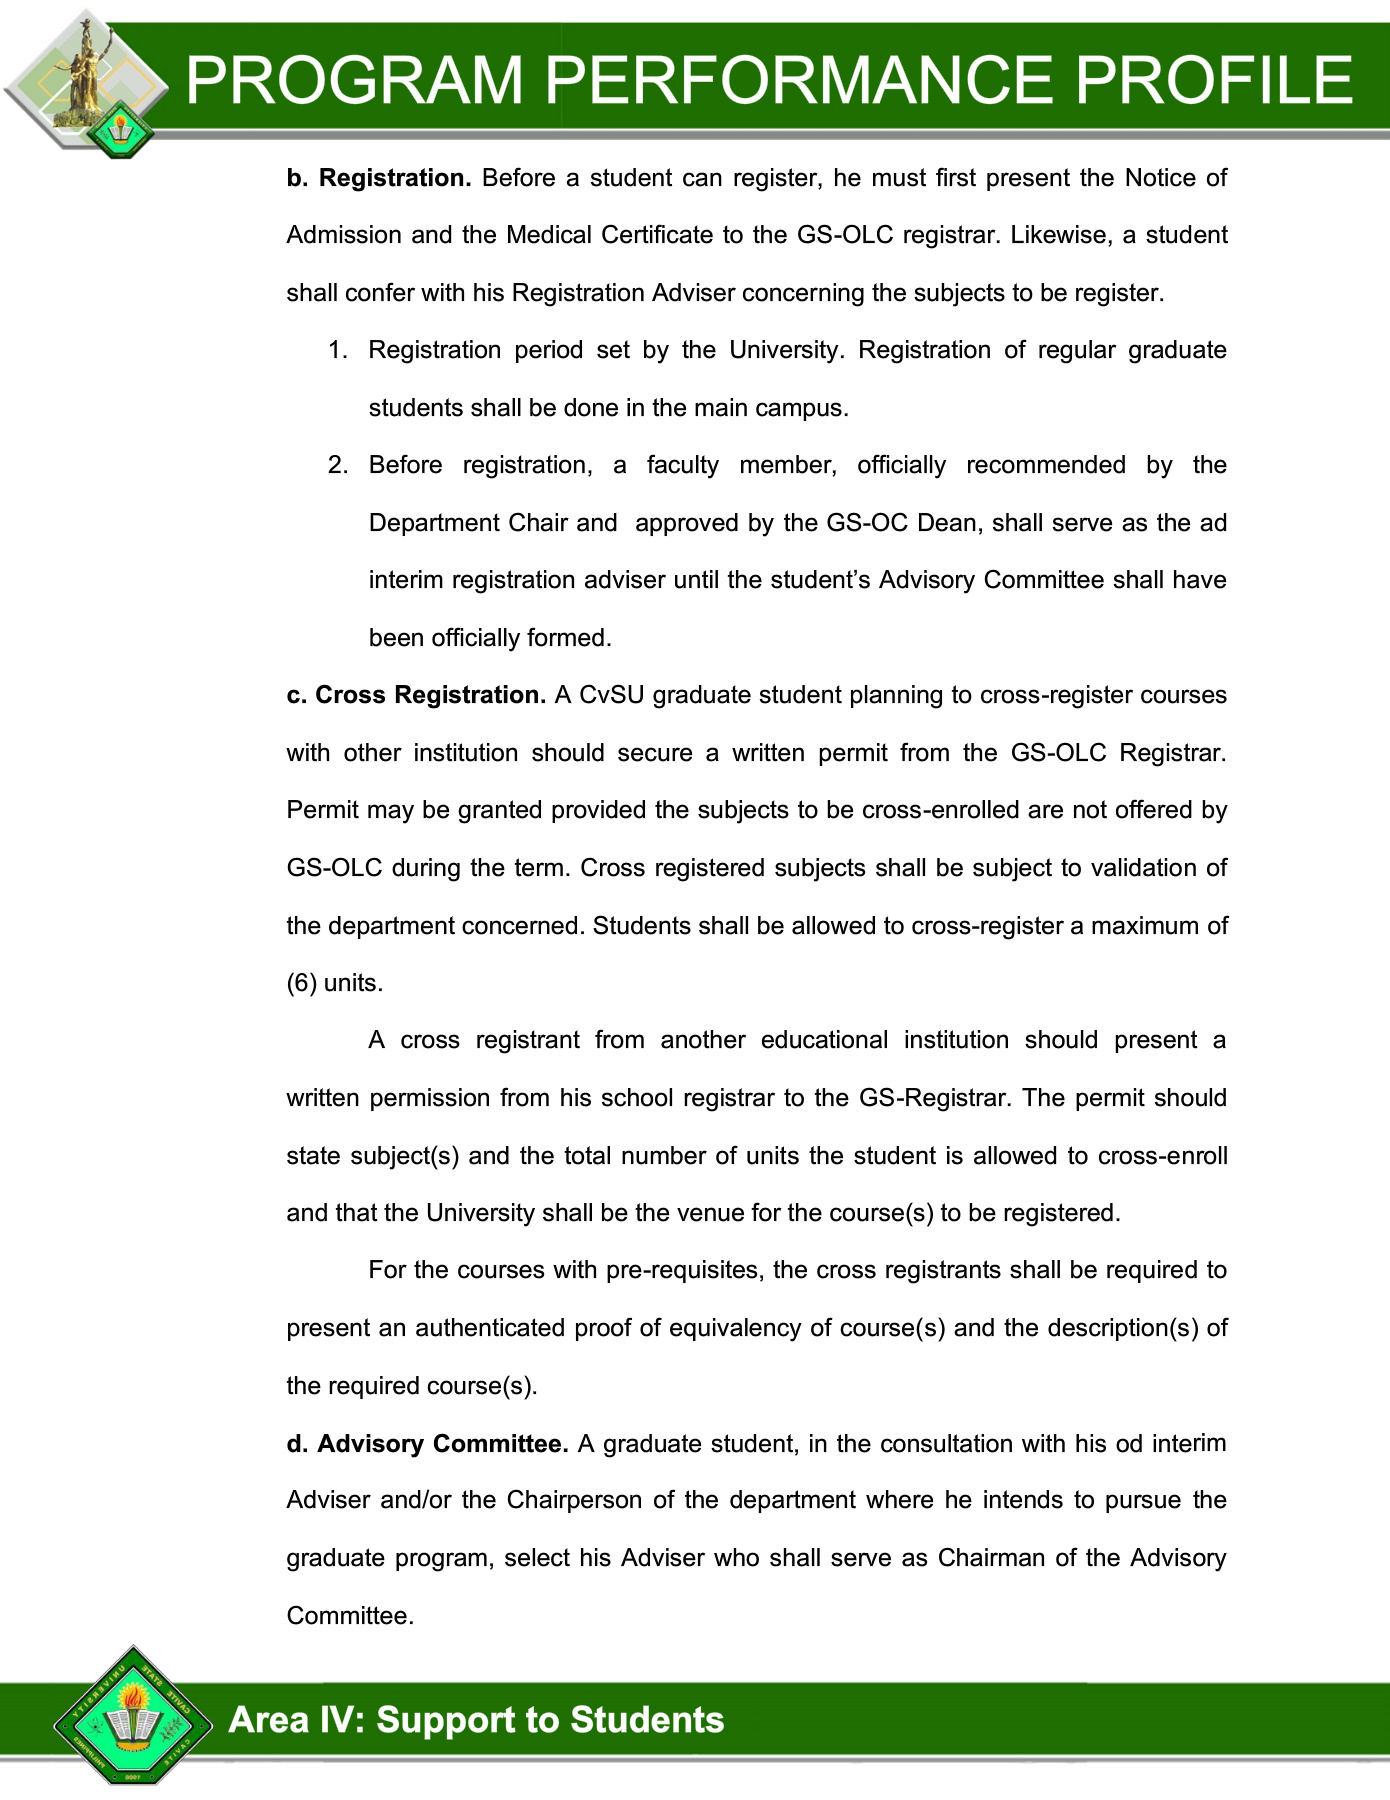 PROGRAM PERFORMANCE PROFILE
b. Registration. Before a student can register, he must first present the Notice of
Admission and the Medical Certificate to the GS-OLC registrar. Likewise, a student
shall confer with his Registration Adviser concerning the subjects to be register.
1. Registration period set by the University. Registration of regular graduate
students shall be done in the main campus.
2. Before registration, a faculty member, officially recommended by the
Department Chair and approved by the GS-OC Dean, shall serve as the ad
interim registration adviser until the student’s Advisory Committee shall have
been officially formed.
c. Cross Registration. A CvSU graduate student planning to cross-register courses
with other institution should secure a written permit from the GS-OLC Registrar.
Permit may be granted provided the subjects to be cross-enrolled are not offered by
GS-OLC during the term. Cross registered subjects shall be subject to validation of
the department concerned. Students shall be allowed to cross-register a maximum of
(6) units.
A cross registrant from another educational institution should present a
written permission from his school registrar to the GS-Registrar. The permit should
state subject(s) and the total number of units the student is allowed to cross-enroll
and that the University shall be the venue for the course(s) to be registered.
For the courses with pre-requisites, the cross registrants shall be required to
present an authenticated proof of equivalency of course(s) and the description(s) of
the required course(s).
d. Advisory Committee. A graduate student, in the consultation with his od interim
Adviser and/or the Chairperson of the department where he intends to pursue the
graduate program, select his Adviser who shall serve as Chairman of the Advisory
Committee.
CAVITE STATE UNIVERSITY
CAVITE
PHILIPPINES
Area IV: Support to Students